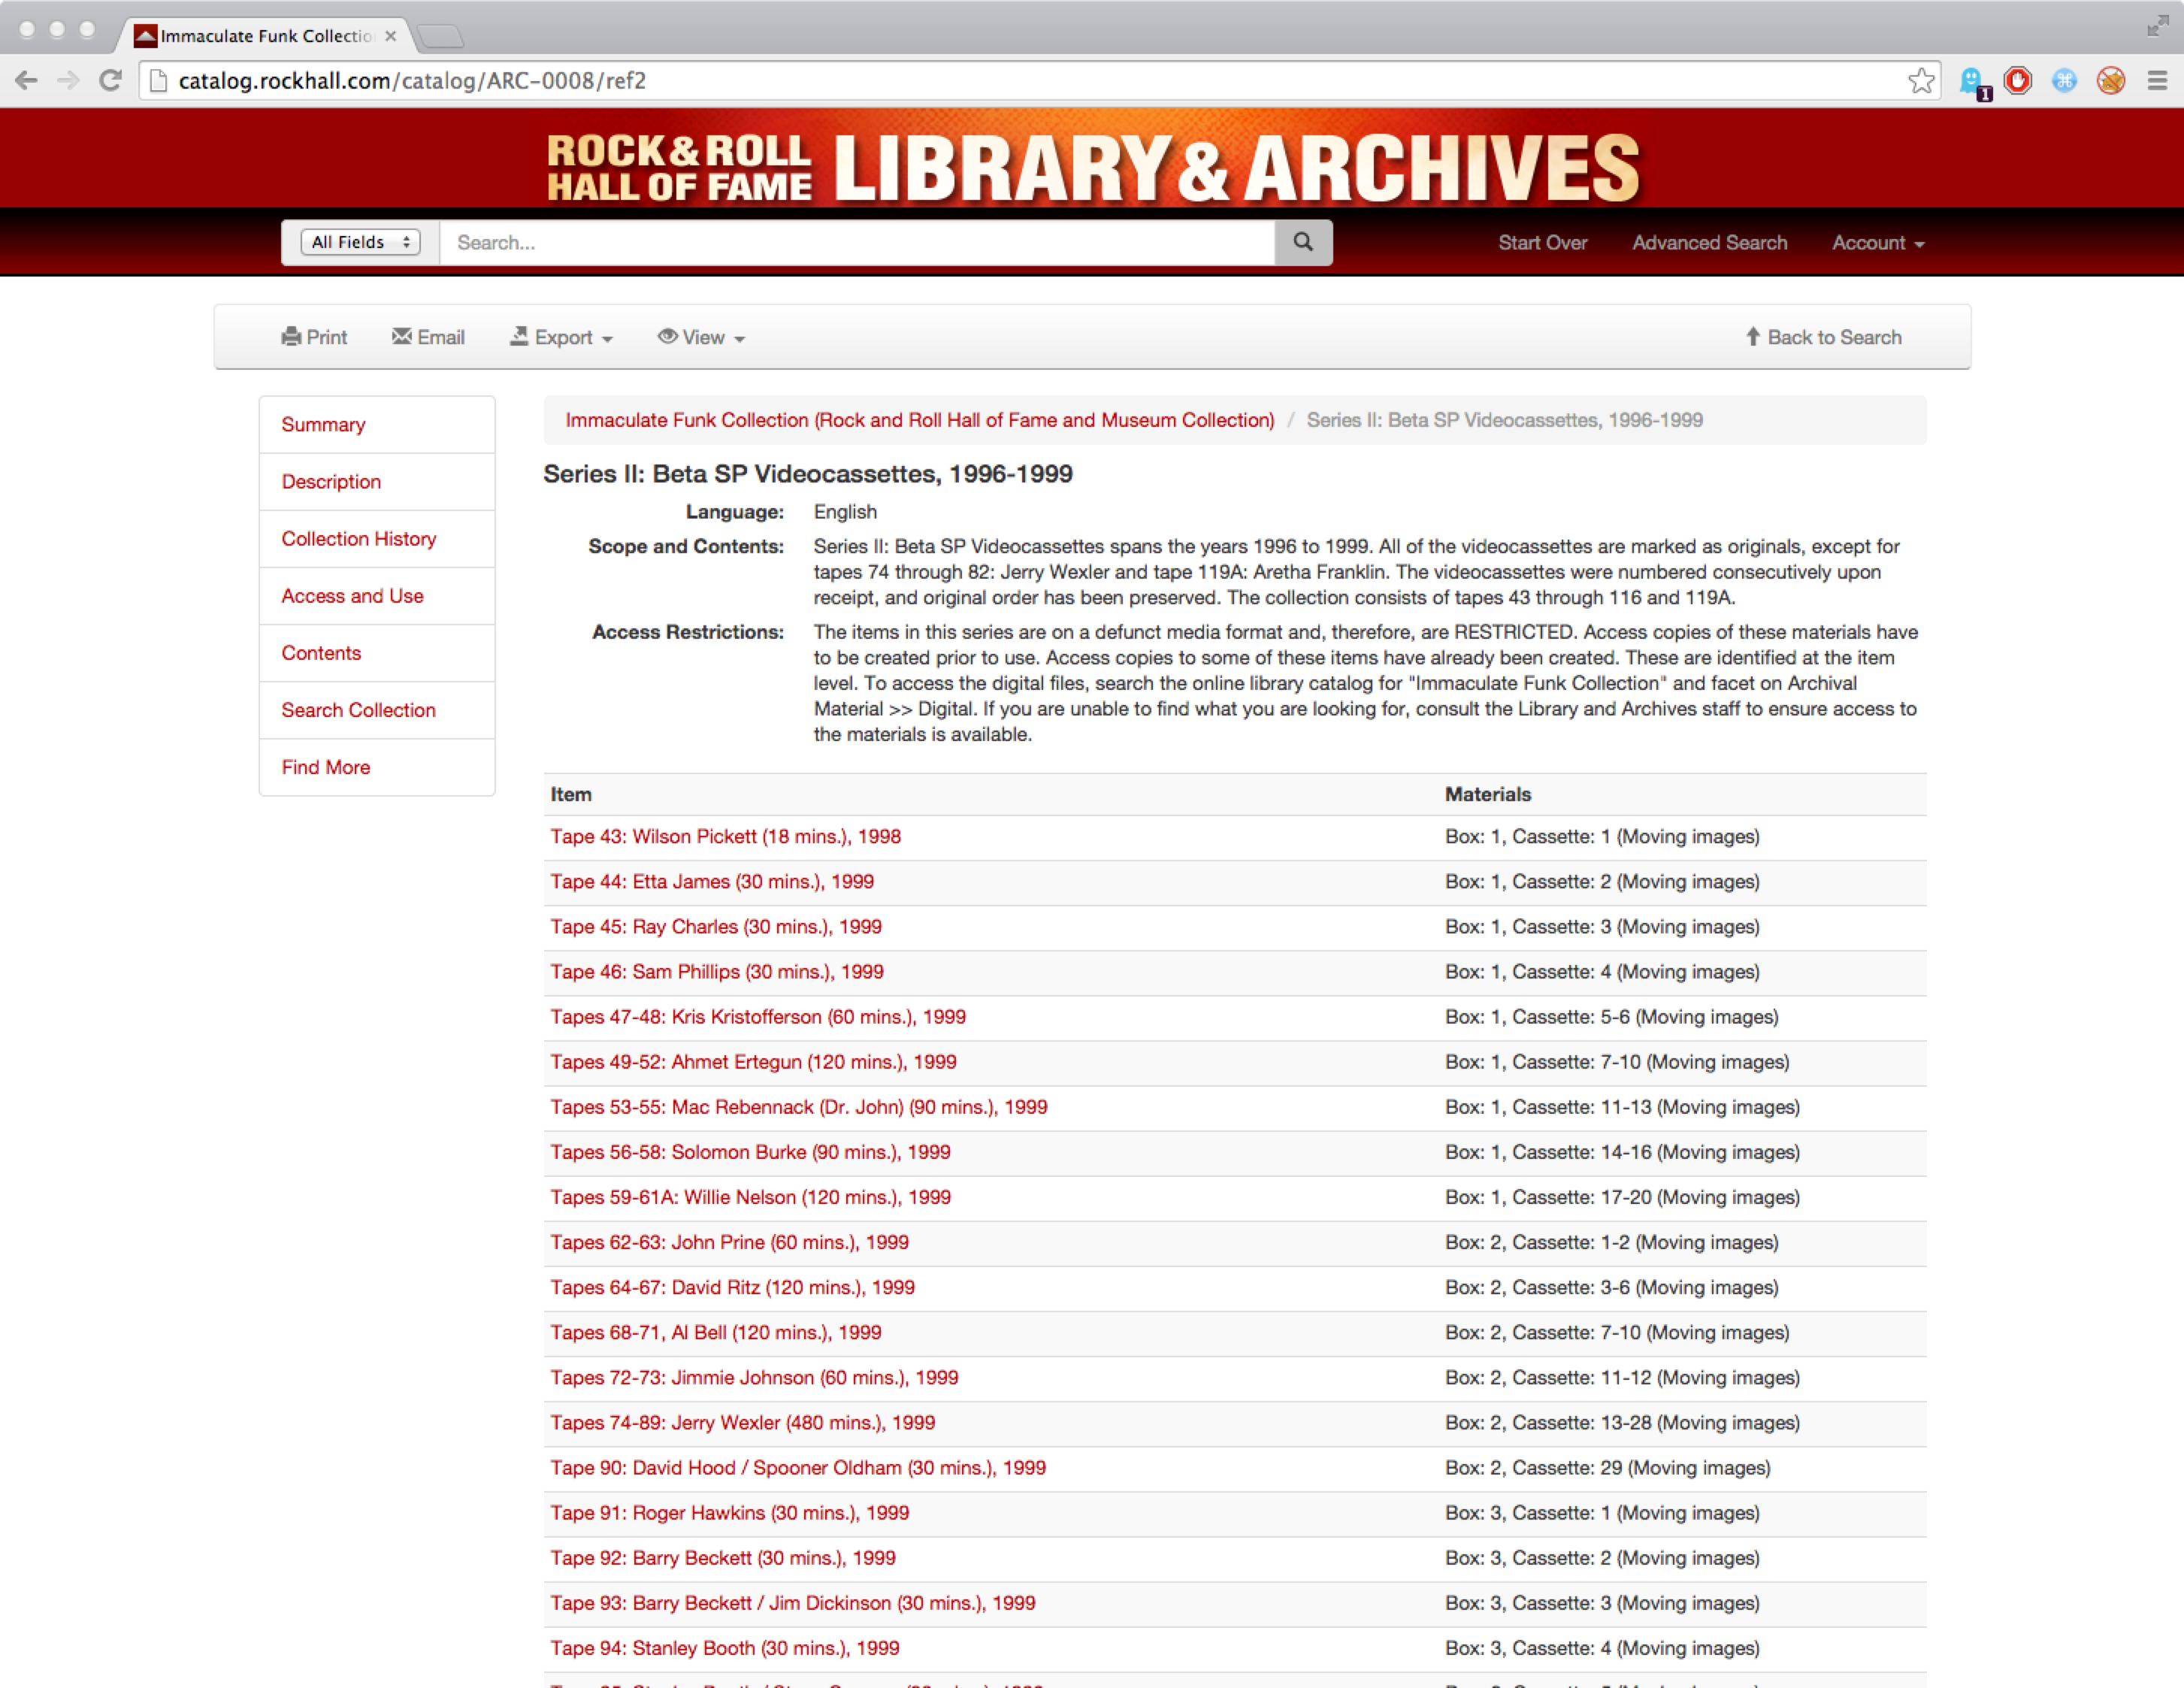 Immaculate Funk Collectio
catalog.rockhall.com/catalog/ARC-0008/ref2
1
ROCK & ROLL
HALL OF FAME
LIBRARY & ARCHIVES
All Fields
Search...
Start Over
Advanced Search
Account
Print
Email
Export
View
Back to Search
Summary
Description
Collection History
Access and Use
Contents
Search Collection
Find More
Immaculate Funk Collection (Rock and Roll Hall of Fame and Museum Collection) / Series II: Beta SP Videocassettes, 1996-1999
Series II: Beta SP Videocassettes, 1996-1999
Language: English
Scope and Contents: Series II: Beta SP Videocassettes spans the years 1996 to 1999. All of the videocassettes are marked as originals, except for
tapes 74 through 82: Jerry Wexler and tape 119A: Aretha Franklin. The videocassettes were numbered consecutively upon
receipt, and original order has been preserved. The collection consists of tapes 43 through 116 and 119A.
Access Restrictions: The items in this series are on a defunct media format and, therefore, are RESTRICTED. Access copies of these materials have
to be created prior to use. Access copies to some of these items have already been created. These are identified at the item
level. To access the digital files, search the online library catalog for "Immaculate Funk Collection" and facet on Archival
Material >> Digital. If you are unable to find what you are looking for, consult the Library and Archives staff to ensure access to
the materials is available.
Item Materials
Tape 43: Wilson Pickett (18 mins.), 1998 Box: 1, Cassette: 1 (Moving images)
Tape 44: Etta James (30 mins.), 1999 Box: 1, Cassette: 2 (Moving images)
Tape 45: Ray Charles (30 mins.), 1999 Box: 1, Cassette: 3 (Moving images)
Tape 46: Sam Phillips (30 mins.), 1999 Box: 1, Cassette: 4 (Moving images)
Tapes 47-48: Kris Kristofferson (60 mins.), 1999 Box: 1, Cassette: 5-6 (Moving images)
Tapes 49-52: Ahmet Ertegun (120 mins.), 1999 Box: 1, Cassette: 7-10 (Moving images)
Tapes 53-55: Mac Rebennack (Dr. John) (90 mins.), 1999 Box: 1, Cassette: 11-13 (Moving images)
Tapes 56-58: Solomon Burke (90 mins.), 1999 Box: 1, Cassette: 14-16 (Moving images)
Tapes 59-61A: Willie Nelson (120 mins.), 1999 Box: 1, Cassette: 17-20 (Moving images)
Tapes 62-63: John Prine (60 mins.), 1999 Box: 2, Cassette: 1-2 (Moving images)
Tapes 64-67: David Ritz (120 mins.), 1999 Box: 2, Cassette: 3-6 (Moving images)
Tapes 68-71, Al Bell (120 mins.), 1999 Box: 2, Cassette: 7-10 (Moving images)
Tapes 72-73: Jimmie Johnson (60 mins.), 1999 Box: 2, Cassette: 11-12 (Moving images)
Tapes 74-89: Jerry Wexler (480 mins.), 1999 Box: 2, Cassette: 13-28 (Moving images)
Tape 90: David Hood / Spooner Oldham (30 mins.), 1999 Box: 2, Cassette: 29 (Moving images)
Tape 91: Roger Hawkins (30 mins.), 1999 Box: 3, Cassette: 1 (Moving images)
Tape 92: Barry Beckett (30 mins.), 1999 Box: 3, Cassette: 2 (Moving images)
Tape 93: Barry Beckett / Jim Dickinson (30 mins.), 1999 Box: 3, Cassette: 3 (Moving images)
Tape 94: Stanley Booth (30 mins.), 1999 Box: 3, Cassette: 4 (Moving images)